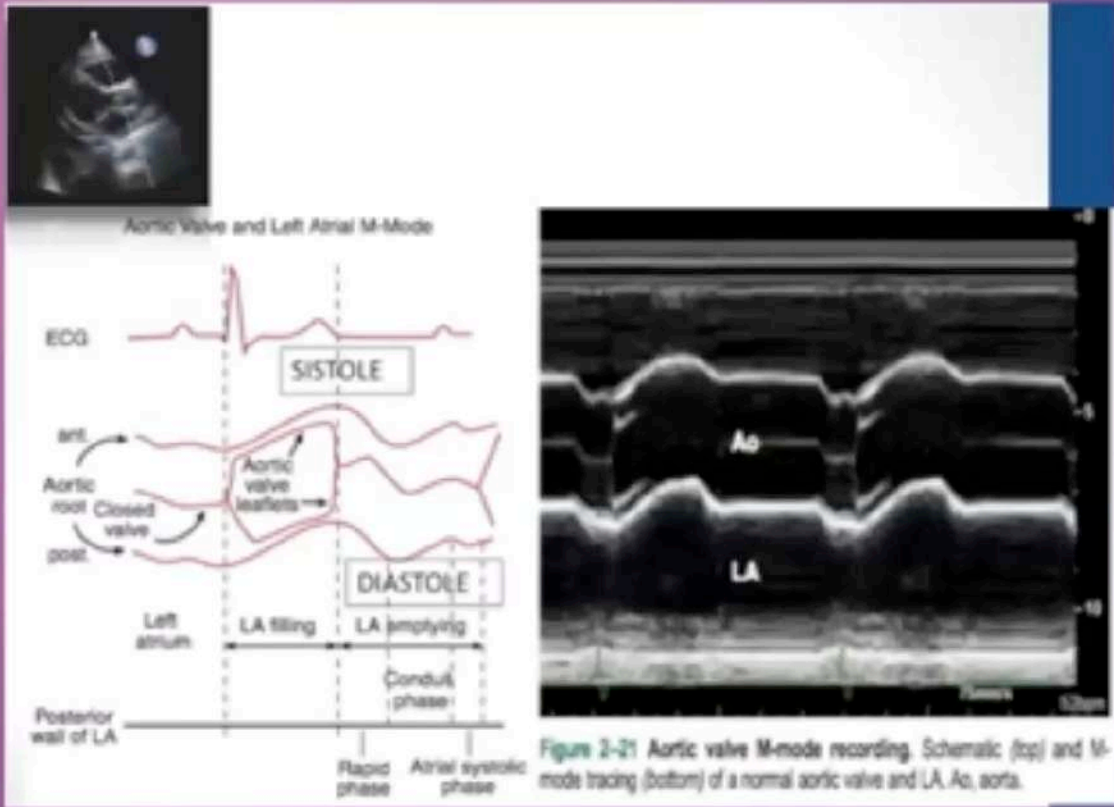 Aortic Valve and Left Atrial M-Mode
ECG
SISTOLE
ant.
Aortic
root
Closed
valve
post.
Aortic
valve
leaflets
DIASTOLE
Left
atrium
LA filling
LA emptying
Conduit
phase
Posterior
wall of LA
Rapid
phase
Atrial systolic
phase
-0
-5
Ao
LA
-10
Figure 2-21 Aortic valve M-mode recording. Schematic (top) and M-
mode tracing (bottom) of a normal aortic valve and LA. Ao, aorta.